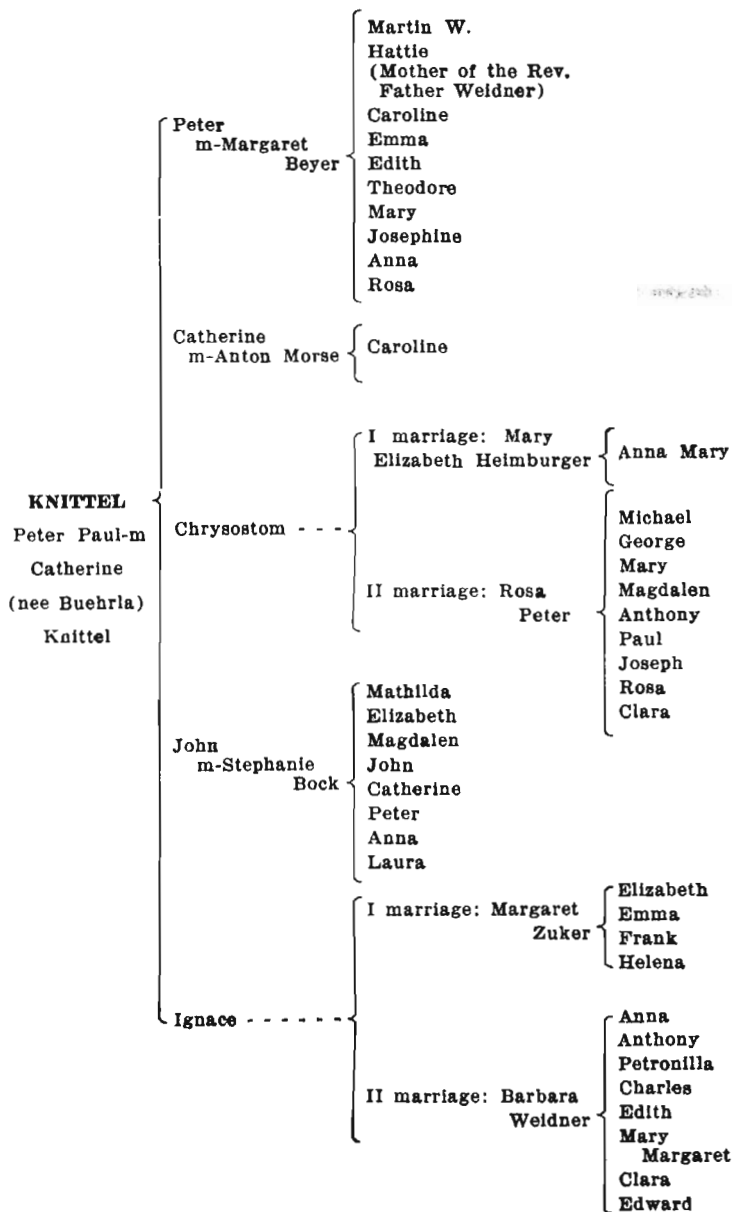 Peter
m-Margaret
Beyer
Martin W.
Hattie
(Mother of the Rev.
Father Weidner)
Caroline
Emma
Edith
Theodore
Mary
Josephine
Anna
Rosa
Catherine
m-Anton Morse
Caroline
KNITTEL
Peter Paul-m
Catherine
(nee Buehrla)
Knittel
Chrysostom - - - -
I marriage: Mary
Elizabeth Heimburger
Anna Mary
II marriage: Rosa
Peter
Michael
George
Mary
Magdalen
Anthony
Paul
Joseph
Rosa
Clara
John
m-Stephanie
Bock
Mathilda
Elizabeth
Magdalen
John
Catherine
Peter
Anna
Laura
Ignace - - - - - - -
I marriage: Margaret
Zuker
Elizabeth
Emma
Frank
Helena
II marriage: Barbara
Weidner
Anna
Anthony
Petronilla
Charles
Edith
Mary
Margaret
Clara
Edward